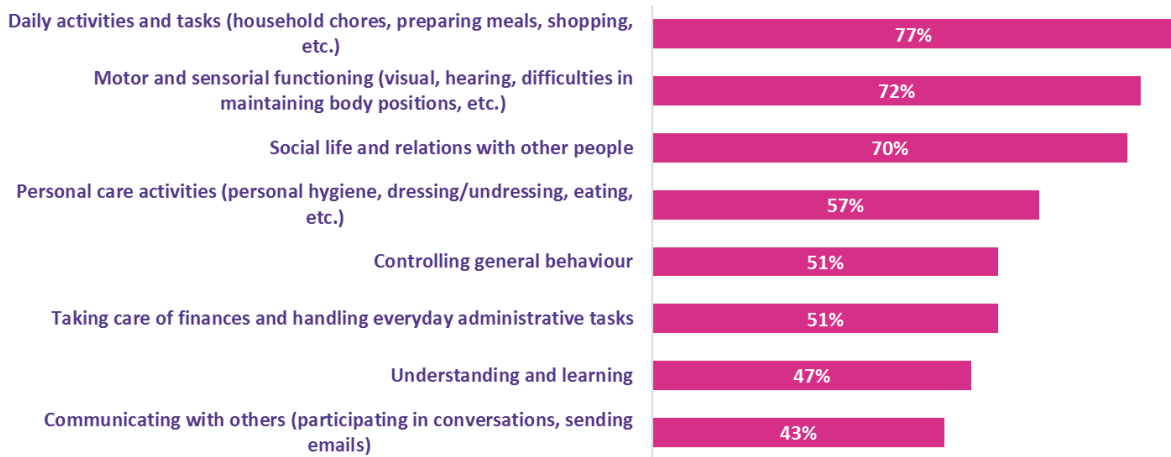 Daily activities and tasks (household chores, preparing meals, shopping,
etc.)
77%
Motor and sensorial functioning (visual, hearing, difficulties in
maintaining body positions, etc.)
72%
Social life and relations with other people
70%
Personal care activities (personal hygiene, dressing/undressing, eating,
etc.)
57%
Controlling general behaviour
51%
Taking care of finances and handling everyday administrative tasks
51%
Understanding and learning
47%
Communicating with others (participating in conversations, sending
emails)
43%